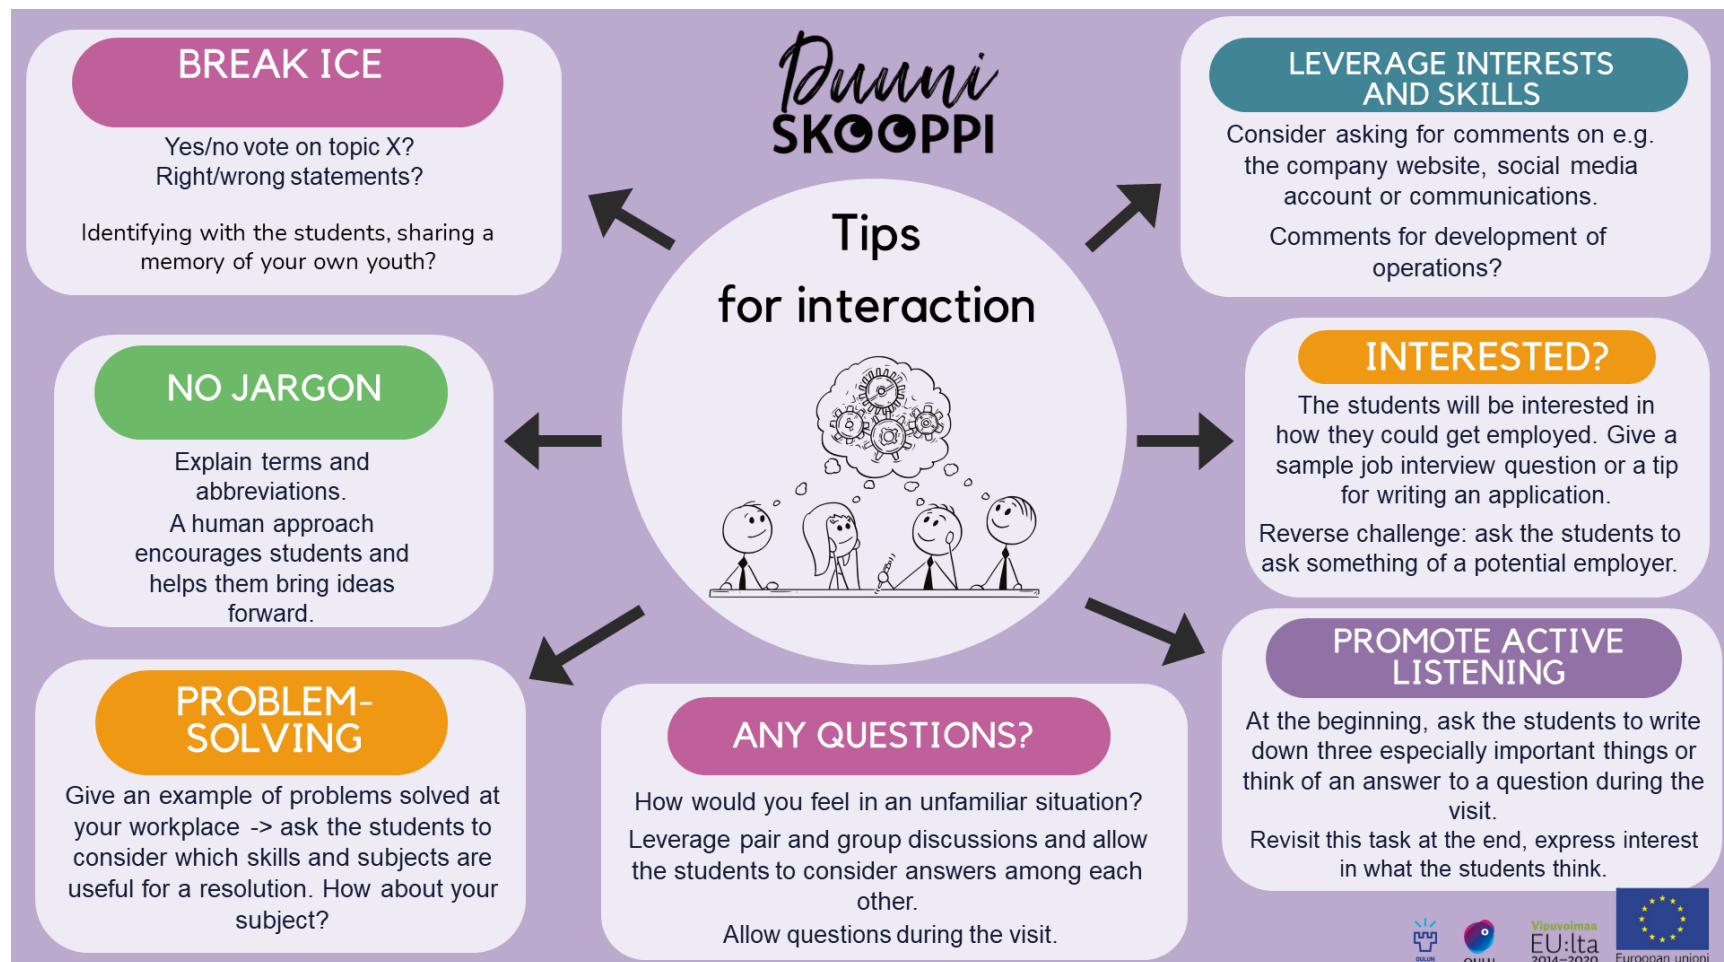 Duuni
SKOOPPI
Tips
for interaction
BREAK ICE
Yes/no vote on topic X?
Right/wrong statements?
Identifying with the students, sharing a
memory of your own youth?
NO JARGON
Explain terms and
abbreviations.
A human approach
encourages students and
helps them bring ideas
forward.
PROBLEM-
SOLVING
Give an example of problems solved at
your workplace -> ask the students to
consider which skills and subjects are
useful for a resolution. How about your
subject?
ANY QUESTIONS?
How would you feel in an unfamiliar situation?
Leverage pair and group discussions and allow
the students to consider answers among each
other.
Allow questions during the visit.
LEVERAGE INTERESTS
AND SKILLS
Consider asking for comments on e.g.
the company website, social media
account or communications.
Comments for development of
operations?
INTERESTED?
The students will be interested in
how they could get employed. Give a
sample job interview question or a tip
for writing an application.
Reverse challenge: ask the students to
ask something of a potential employer.
PROMOTE ACTIVE
LISTENING
At the beginning, ask the students to write
down three especially important things or
think of an answer to a question during the
visit.
Revisit this task at the end, express interest
in what the students think.
OULUN
OULU
Vipuvoimaa
EU:lta
2014–2020
Euroopan unioni